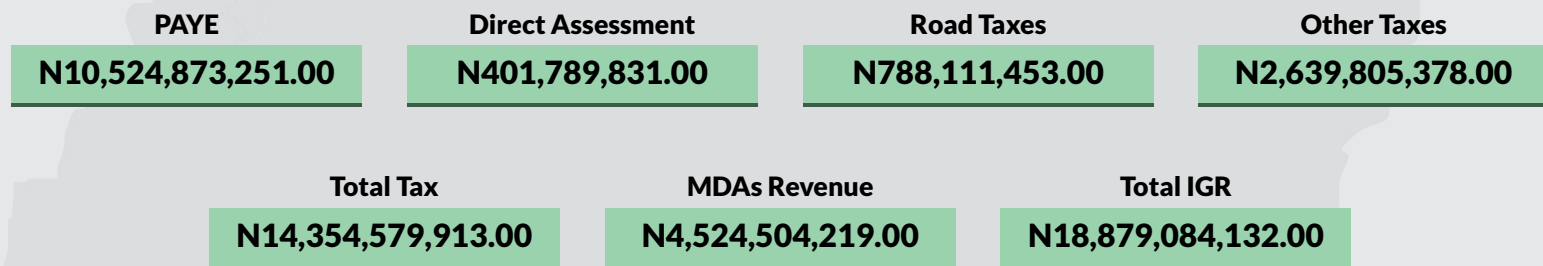 PAYE Direct Assessment Road Taxes Other Taxes
N10,524,873,251.00 N401,789,831.00 N788,111,453.00 N2,639,805,378.00
Total Tax MDAs Revenue Total IGR
N14,354,579,913.00 N4,524,504,219.00 N18,879,084,132.00